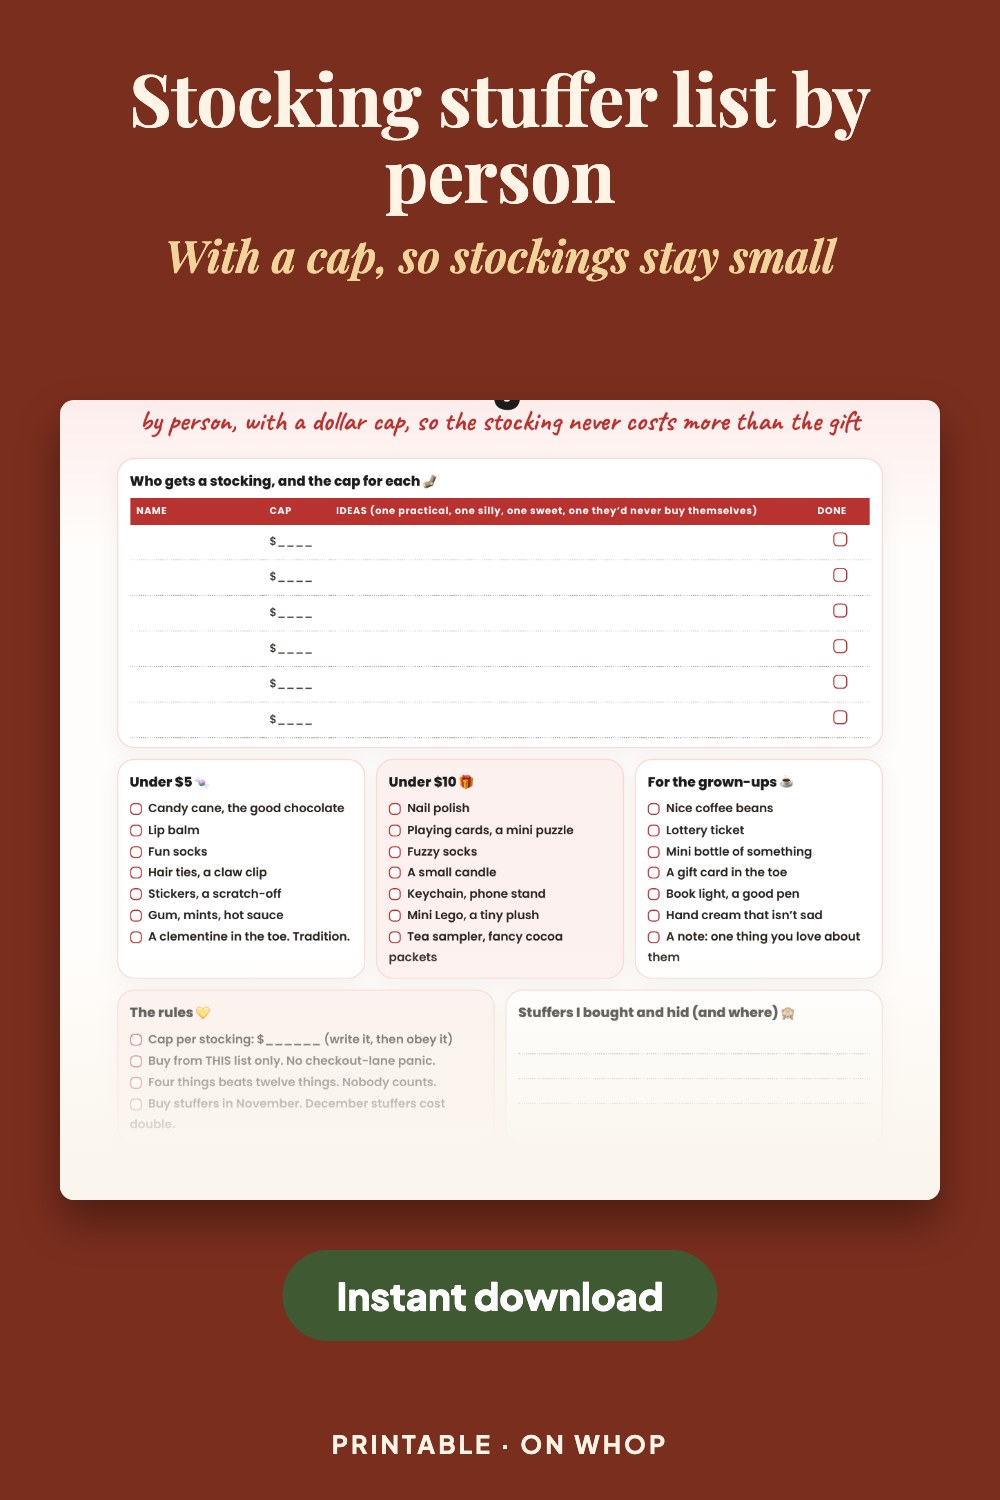 Stocking stuffer list by
person
With a cap, so stockings stay small
by person, with a dollar cap, so the stocking never costs more than the gift
Who gets a stocking, and the cap for each
NAME CAP IDEAS (one practical, one silly, one sweet, one they’d never buy themselves) DONE
$____
$____
$____
$____
$____
$____
Under $5
Candy cane, the good chocolate
Lip balm
Fun socks
Hair ties, a claw clip
Stickers, a scratch-off
Gum, mints, hot sauce
A clementine in the toe. Tradition.
Under $10
Nail polish
Playing cards, a mini puzzle
Fuzzy socks
A small candle
Keychain, phone stand
Mini Lego, a tiny plush
Tea sampler, fancy cocoa
packets
For the grown-ups
Nice coffee beans
Lottery ticket
Mini bottle of something
A gift card in the toe
Book light, a good pen
Hand cream that isn’t sad
A note: one thing you love about
them
The rules
Cap per stocking: $______ (write it, then obey it)
Buy from THIS list only. No checkout-lane panic.
Four things beats twelve things. Nobody counts.
Buy stuffers in November. December stuffers cost
double.
Stuffers I bought and hid (and where)
Instant download
PRINTABLE · ON WHOP